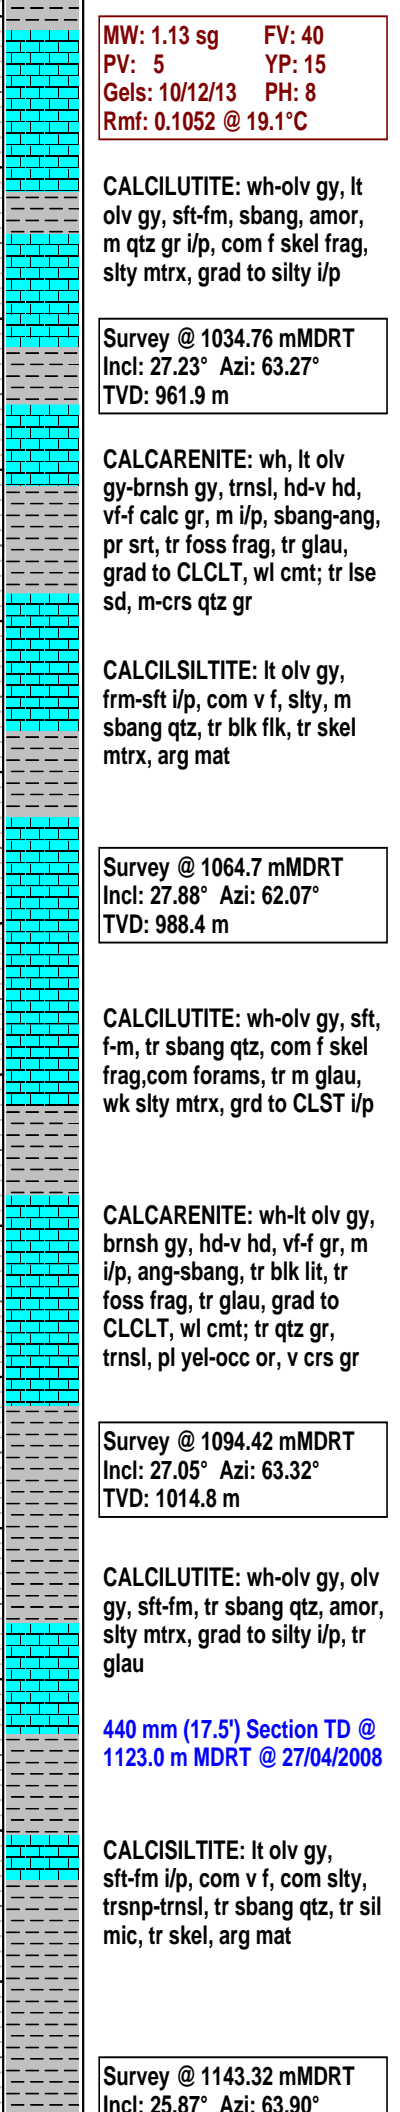 MW: 1.13 sg FV: 40
PV: 5 YP: 15
Gels: 10/12/13 PH: 8
Rmf: 0.1052 @ 19.1°C
CALCILUTITE: wh-olv gy, lt
olv gy, sft-fm, sbang, amor,
m qtz gr i/p, com f skel frag,
slty mtrx, grad to silty i/p
Survey @ 1034.76 mMDRT
Incl: 27.23° Azi: 63.27°
TVD: 961.9 m
CALCARENITE: wh, lt olv
gy-brnsh gy, trnsl, hd-v hd,
vf-f calc gr, m i/p, sbang-ang,
pr srt, tr foss frag, tr glau,
grad to CLCLT, wl cmt; tr lse
sd, m-crs qtz gr
CALCILSILTITE: lt olv gy,
frm-sft i/p, com v f, slty, m
sbang qtz, tr blk flk, tr skel
mtrx, arg mat
Survey @ 1064.7 mMDRT
Incl: 27.88° Azi: 62.07°
TVD: 988.4 m
CALCILUTITE: wh-olv gy, sft,
f-m, tr sbang qtz, com f skel
frag,com forams, tr m glau,
wk slty mtrx, grd to CLST i/p
CALCARENITE: wh-lt olv gy,
brnsh gy, hd-v hd, vf-f gr, m
i/p, ang-sbang, tr blk lit, tr
foss frag, tr glau, grad to
CLCLT, wl cmt; tr qtz gr,
trnsl, pl yel-occ or, v crs gr
Survey @ 1094.42 mMDRT
Incl: 27.05° Azi: 63.32°
TVD: 1014.8 m
CALCILUTITE: wh-olv gy, olv
gy, sft-fm, tr sbang qtz, amor,
slty mtrx, grad to silty i/p, tr
glau
440 mm (17.5') Section TD @
1123.0 m MDRT @ 27/04/2008
CALCISILTITE: lt olv gy,
sft-fm i/p, com v f, com slty,
trsnp-trnsl, tr sbang qtz, tr sil
mic, tr skel, arg mat
Survey @ 1143.32 mMDRT
Incl: 25.87° Azi: 63.90°